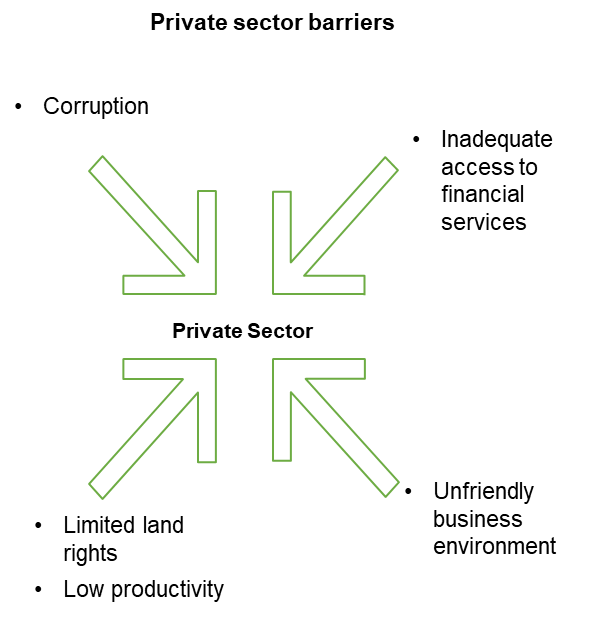 Private sector barriers
• Corruption
• Inadequate
access to
financial
services
Private Sector
• Limited land
rights
• Low productivity
• Unfriendly
business
environment